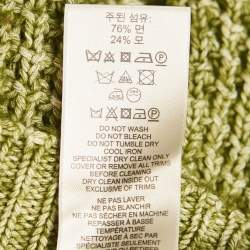 주된 섬유:
76% 면
24% 모
DO NOT WASH
DO NOT BLEACH
DO NOT TUMBLE DRY
COOL IRON
SPECIALIST DRY CLEAN ONLY
COVER OR REMOVE ALL TRIMS
BEFORE CLEANING
DRY CLEAN INSIDE OUT
EXCLUSIVE OF TRIMS
NE PAS LAVER
NE PAS BLANCHIR
NE PAS SÉCHER EN MACHINE
REPASSER À BASSE
TEMPÉRATURE
NETTOYAGE À SEC PAR
SPÉCIALISTE SEULEMENT